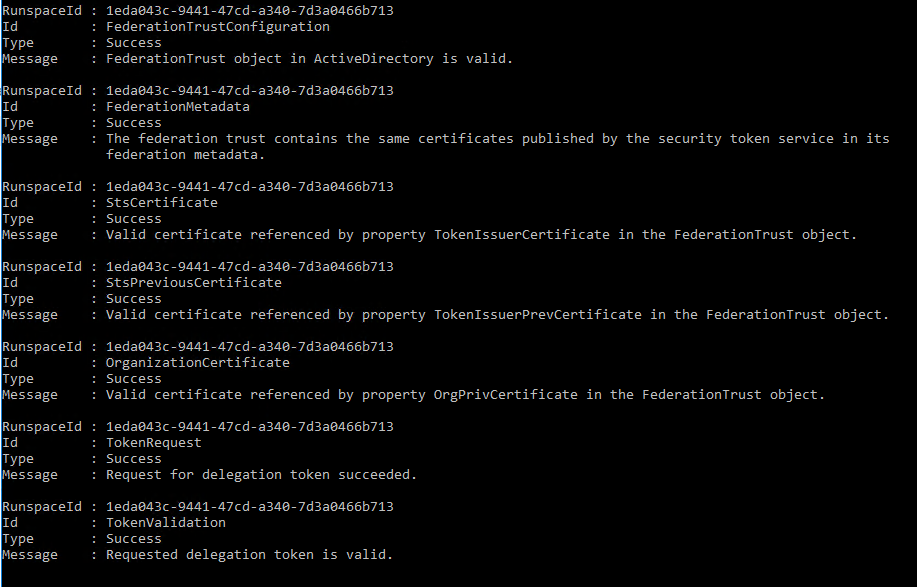 RunspaceId : 1eda043c-9441-47cd-a340-7d3a0466b713
Id         : FederationTrustConfiguration
Type       : Success
Message    : FederationTrust object in ActiveDirectory is valid.

RunspaceId : 1eda043c-9441-47cd-a340-7d3a0466b713
Id         : FederationMetadata
Type       : Success
Message    : The federation trust contains the same certificates published by the security token service in its
             federation metadata.

RunspaceId : 1eda043c-9441-47cd-a340-7d3a0466b713
Id         : StsCertificate
Type       : Success
Message    : Valid certificate referenced by property TokenIssuerCertificate in the FederationTrust object.

RunspaceId : 1eda043c-9441-47cd-a340-7d3a0466b713
Id         : StsPreviousCertificate
Type       : Success
Message    : Valid certificate referenced by property TokenIssuerPrevCertificate in the FederationTrust object.

RunspaceId : 1eda043c-9441-47cd-a340-7d3a0466b713
Id         : OrganizationCertificate
Type       : Success
Message    : Valid certificate referenced by property OrgPrivCertificate in the FederationTrust object.

RunspaceId : 1eda043c-9441-47cd-a340-7d3a0466b713
Id         : TokenRequest
Type       : Success
Message    : Request for delegation token succeeded.

RunspaceId : 1eda043c-9441-47cd-a340-7d3a0466b713
Id         : TokenValidation
Type       : Success
Message    : Requested delegation token is valid.